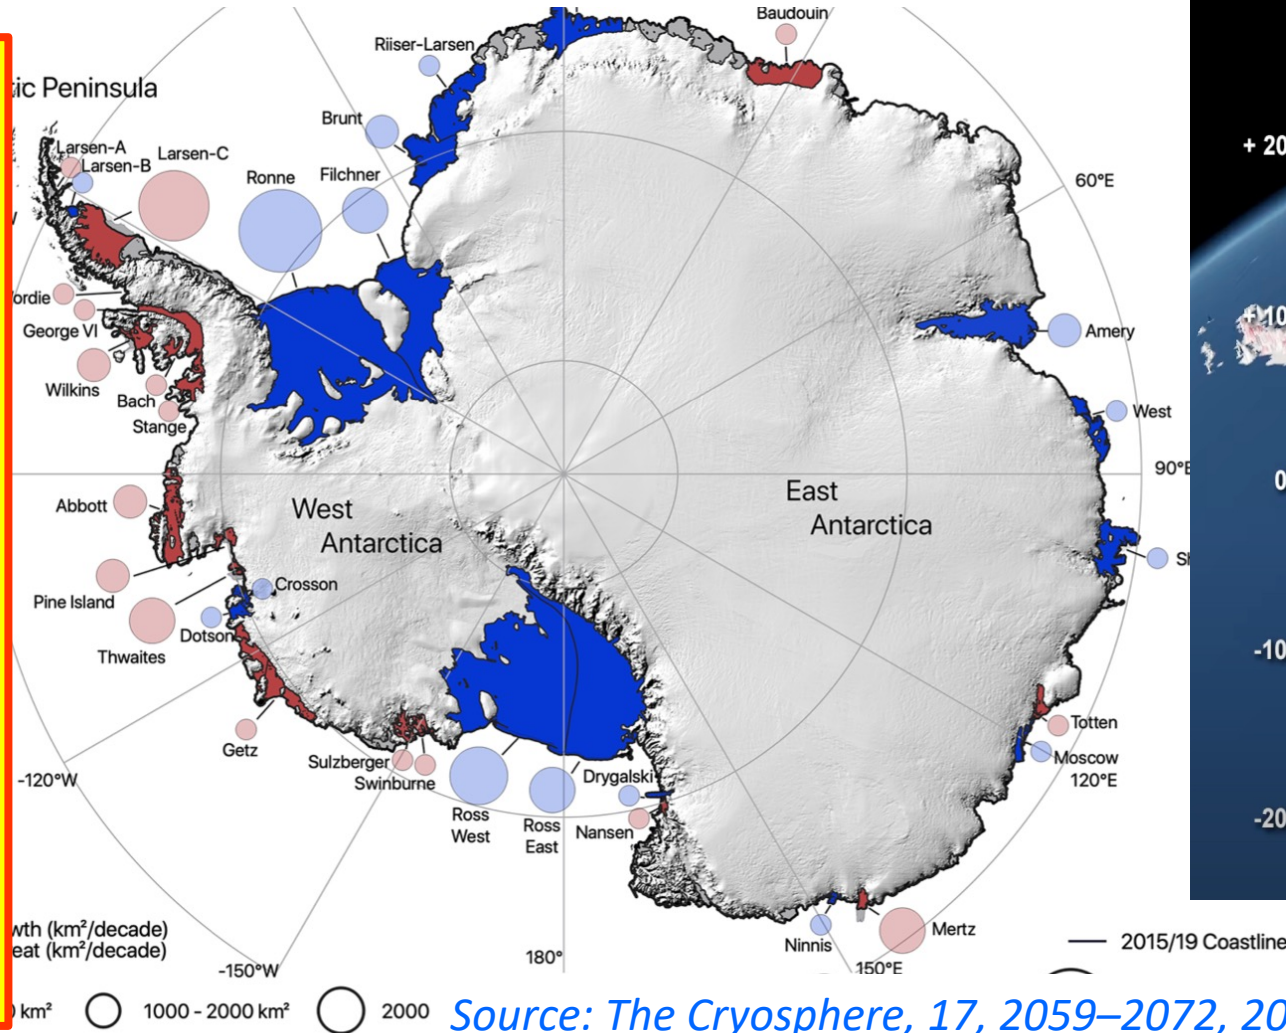 Baudouin
Riiser-Larsen
tic Peninsula
Brunt
Larsen-A
Larsen-B
Larsen-C
Ronne
Filchner
+ 20
60°E
ordie
George VI
Wilkins
Bach
Stange
Amery
+10
West
90°E
0
Abbott
West
Antarctica
East
Antarctica
Crosson
Pine Island
Dotson
Thwaites
-10
Getz
Sulzberger
Swinburne
Totten
Moscow
120°E
-120°W
Drygalski
Ross
West
Ross
East
Nansen
-20
Ninnis
Mertz
wth (km²/decade)
eat (km²/decade)
-150°W
180°
150°E
2015/19 Coastline
km²
1000 - 2000 km²
2000
Source: The Cryosphere, 17, 2059–2072, 20